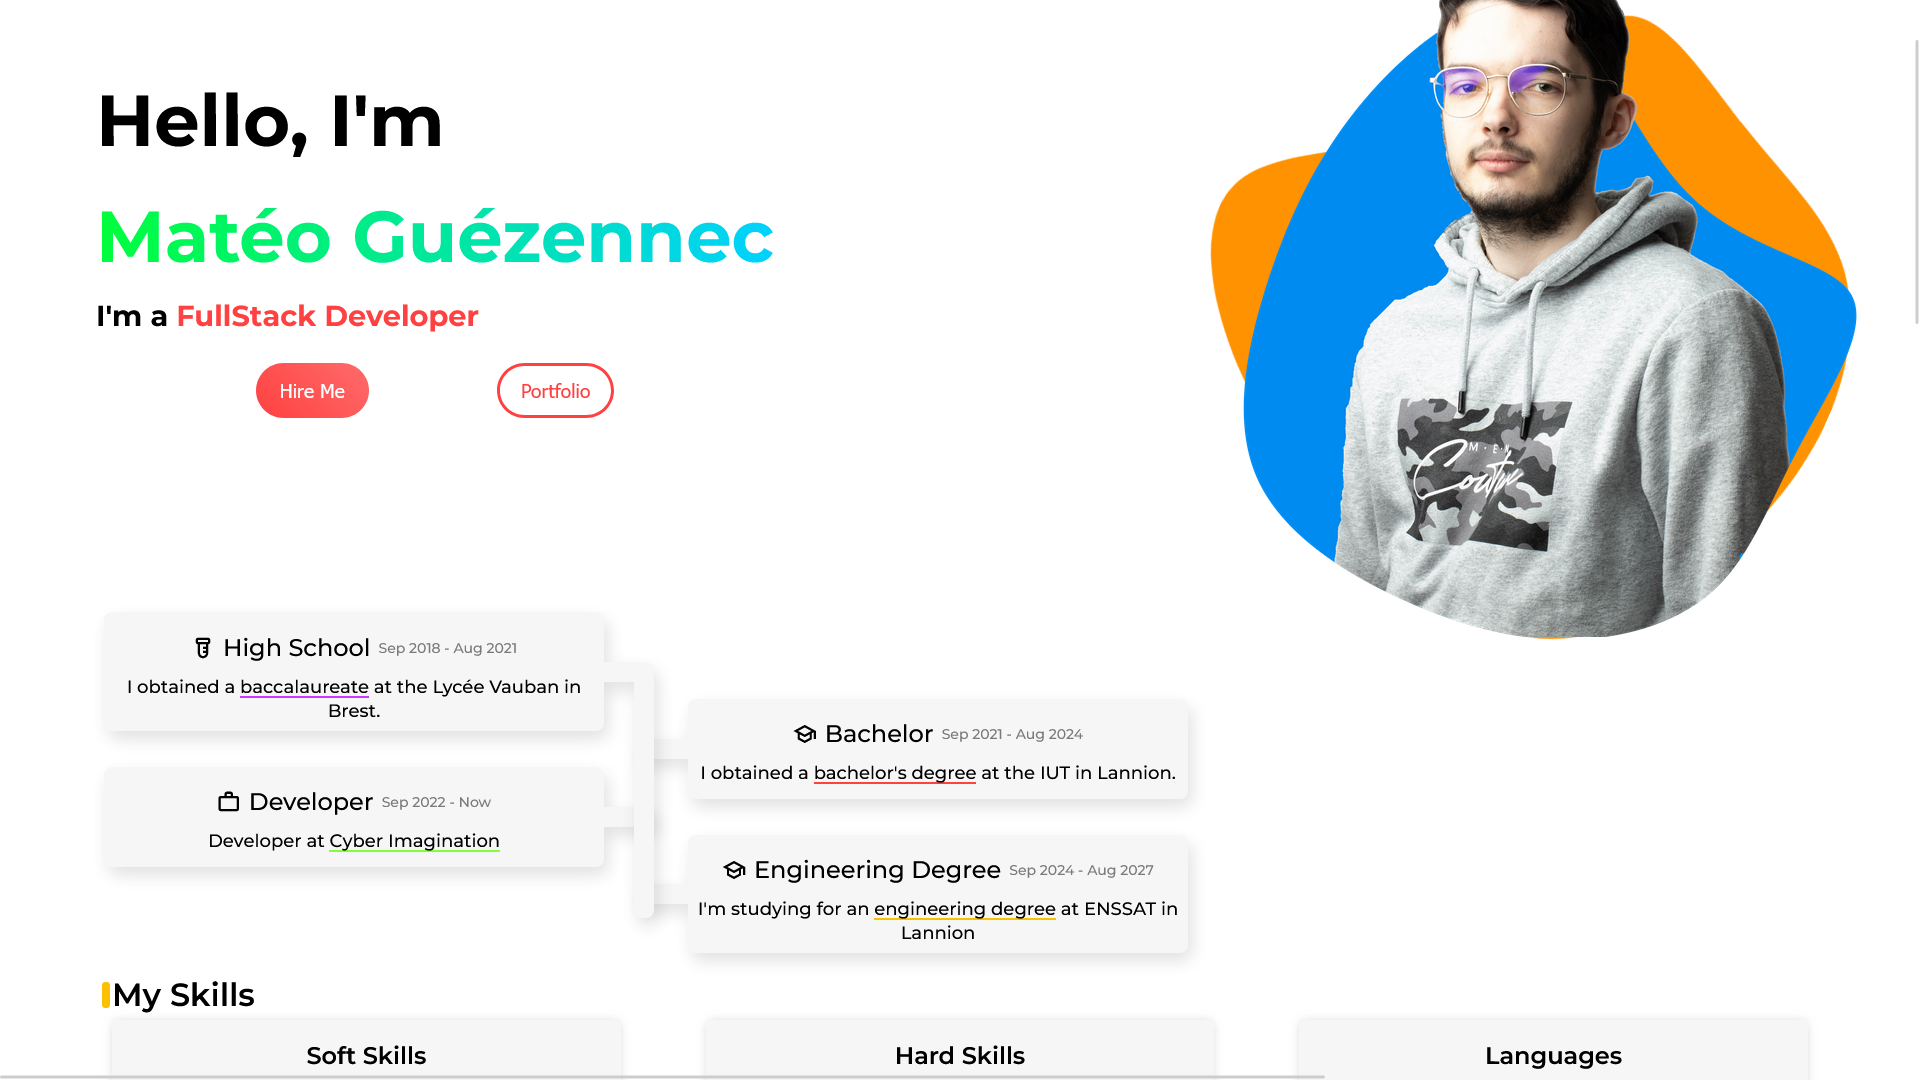 Hello, I'm
Matéo Guézennec
I'm a FullStack Developer
Hire Me
Portfolio
M · E · N
Couture
High School Sep 2018 - Aug 2021
I obtained a baccalaureate at the Lycée Vauban in
Brest.
Developer Sep 2022 - Now
Developer at Cyber Imagination
Bachelor Sep 2021 - Aug 2024
I obtained a bachelor's degree at the IUT in Lannion.
Engineering Degree Sep 2024 - Aug 2027
I'm studying for an engineering degree at ENSSAT in
Lannion
My Skills
Soft Skills
Hard Skills
Languages